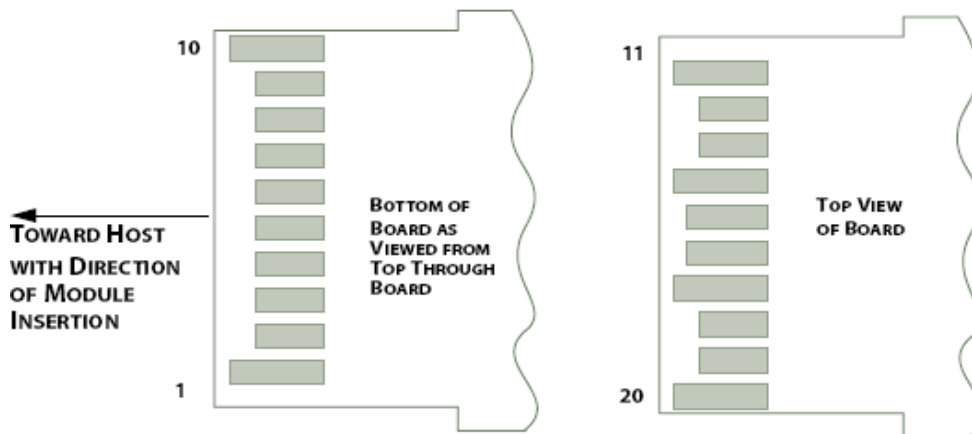 10
BOTTOM OF
BOARD AS
VIEWED FROM
TOP THROUGH
BOARD
TOWARD HOST
WITH DIRECTION
OF MODULE
INSERTION
1
11
TOP VIEW
OF BOARD
20